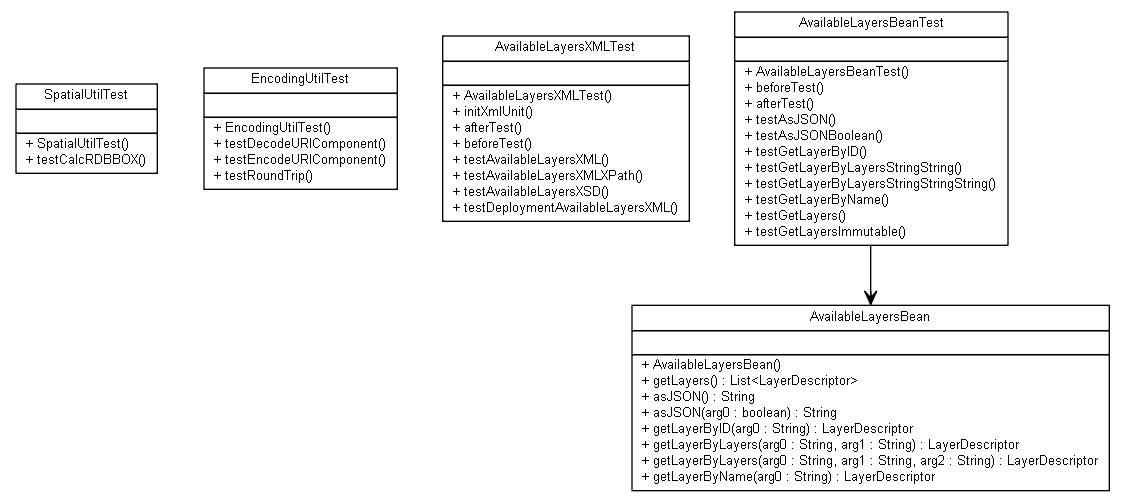 SpatialUtilTest
+ SpatialUtilTest()
+ testCalcRDBBOX()
EncodingUtilTest
+ EncodingUtilTest()
+ testDecodeURIComponent()
+ testEncodeURIComponent()
+ testRoundTrip()
AvailableLayersXMLTest
+ AvailableLayersXMLTest()
+ initXmlUnit()
+ afterTest()
+ beforeTest()
+ testAvailableLayersXML()
+ testAvailableLayersXMLXPath()
+ testAvailableLayersXSD()
+ testDeploymentAvailableLayersXML()
AvailableLayersBeanTest
+ AvailableLayersBeanTest()
+ beforeTest()
+ afterTest()
+ testAsJSON()
+ testAsJSONBoolean()
+ testGetLayerByID()
+ testGetLayerByLayersStringString()
+ testGetLayerByLayersStringStringString()
+ testGetLayerByName()
+ testGetLayers()
+ testGetLayersImmutable()
AvailableLayersBean
+ AvailableLayersBean()
+ getLayers() : List<LayerDescriptor>
+ asJSON() : String
+ asJSON(arg0 : boolean) : String
+ getLayerByID(arg0 : String) : LayerDescriptor
+ getLayerByLayers(arg0 : String, arg1 : String) : LayerDescriptor
+ getLayerByLayers(arg0 : String, arg1 : String, arg2 : String) : LayerDescriptor
+ getLayerByName(arg0 : String) : LayerDescriptor